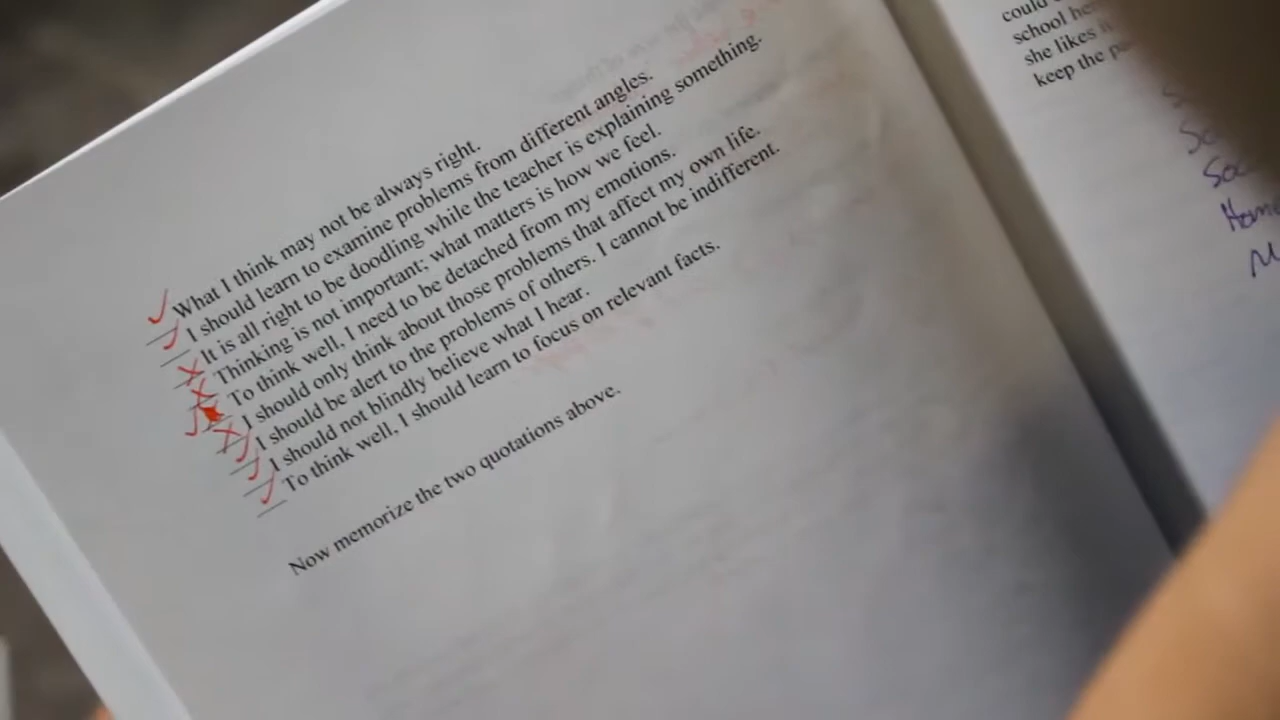 What I think may not be always right.
I should learn to examine problems from different angles.
It is all right to be doodling while the teacher is explaining something.
Thinking is not important; what matters is how we feel.
To think well, I need to be detached from my emotions.
I should only think about those problems that affect my own life.
I should be alert to the problems of others. I cannot be indifferent.
I should not blindly believe what I hear.
To think well, I should learn to focus on relevant facts.
Now memorize the two quotations above.
could
school
she likes
keep the